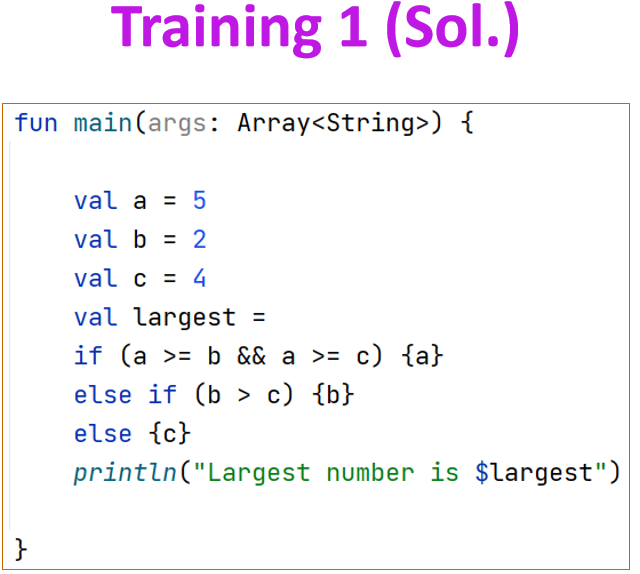 Training 1 (Sol.)
fun main(args: Array<String>) {
val a = 5
val b = 2
val c = 4
val largest =
if (a >= b && a >= c) {a}
else if (b > c) {b}
else {c}
println("Largest number is $largest")
}